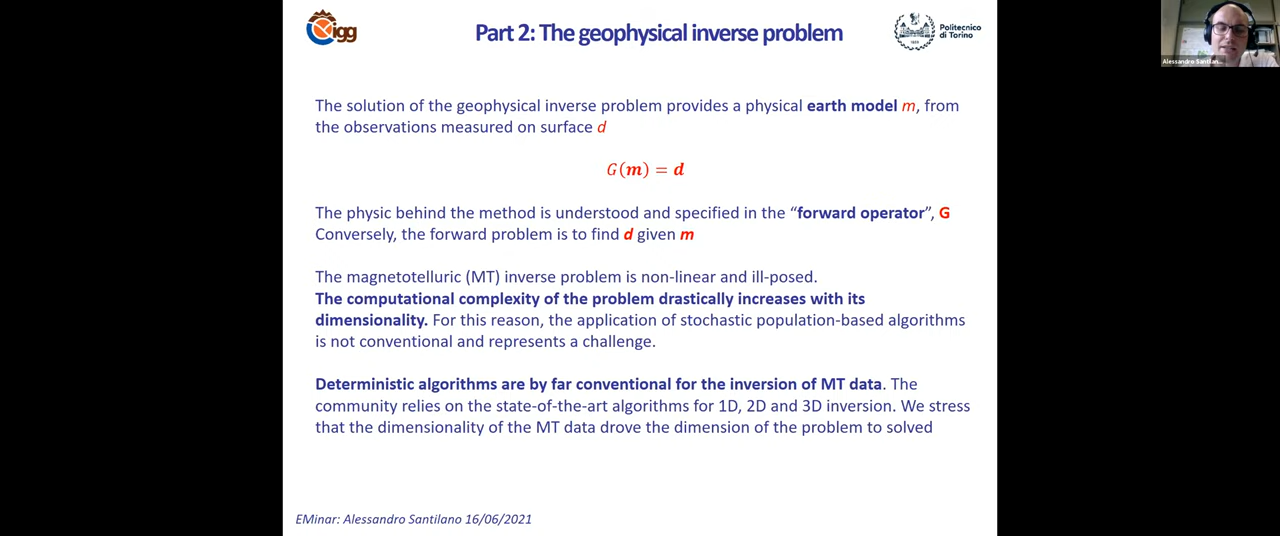 igg
Part 2: The geophysical inverse problem
Politecnico
di Torino
Alessandro Santilan...
The solution of the geophysical inverse problem provides a physical earth model m, from
the observations measured on surface d
G(m) = d
The physic behind the method is understood and specified in the “forward operator”, G
Conversely, the forward problem is to find d given m
The magnetotelluric (MT) inverse problem is non-linear and ill-posed.
The computational complexity of the problem drastically increases with its
dimensionality. For this reason, the application of stochastic population-based algorithms
is not conventional and represents a challenge.
Deterministic algorithms are by far conventional for the inversion of MT data. The
community relies on the state-of-the-art algorithms for 1D, 2D and 3D inversion. We stress
that the dimensionality of the MT data drove the dimension of the problem to solved
EMinar: Alessandro Santilano 16/06/2021